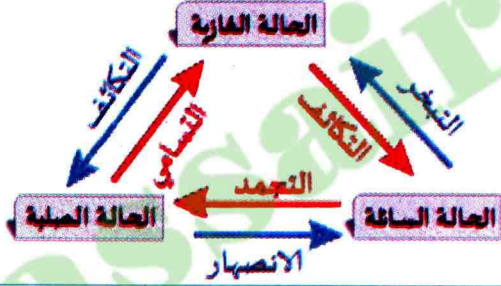 الحالة الغازية
التكاثف
التسامي
التكاثف
التبخر
التجمد
الحالة الصلبة
الحالة السائلة
الانصهار